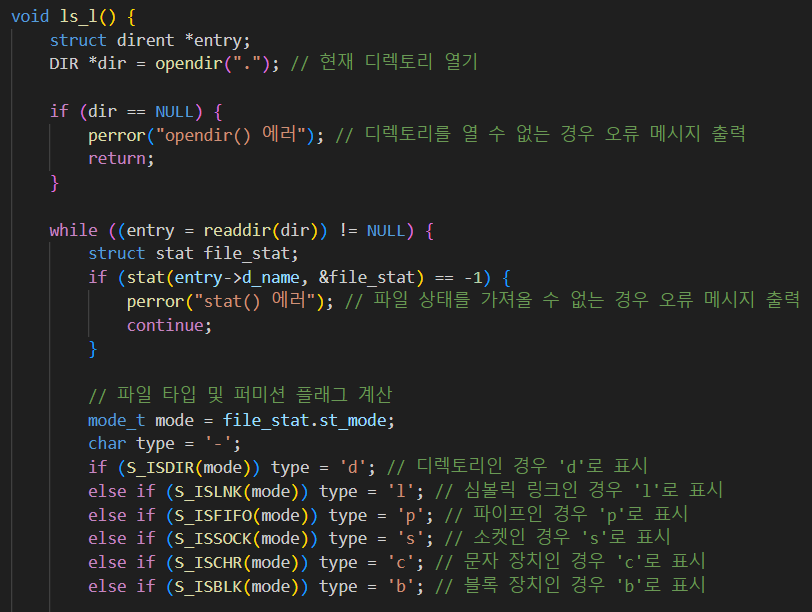 void ls_l() {
    struct dirent *entry;
    DIR *dir = opendir("."); // 현재 디렉토리 열기

    if (dir == NULL) {
        perror("opendir() 에러"); // 디렉토리를 열 수 없는 경우 오류 메시지 출력
        return;
    }

    while ((entry = readdir(dir)) != NULL) {
        struct stat file_stat;
        if (stat(entry->d_name, &file_stat) == -1) {
            perror("stat() 에러"); // 파일 상태를 가져올 수 없는 경우 오류 메시지 출력
            continue;
        }

        // 파일 타입 및 퍼미션 플래그 계산
        mode_t mode = file_stat.st_mode;
        char type = '-';
        if (S_ISDIR(mode)) type = 'd'; // 디렉토리인 경우 'd'로 표시
        else if (S_ISLNK(mode)) type = 'l'; // 심볼릭 링크인 경우 'l'로 표시
        else if (S_ISFIFO(mode)) type = 'p'; // 파이프인 경우 'p'로 표시
        else if (S_ISSOCK(mode)) type = 's'; // 소켓인 경우 's'로 표시
        else if (S_ISCHR(mode)) type = 'c'; // 문자 장치인 경우 'c'로 표시
        else if (S_ISBLK(mode)) type = 'b'; // 블록 장치인 경우 'b'로 표시